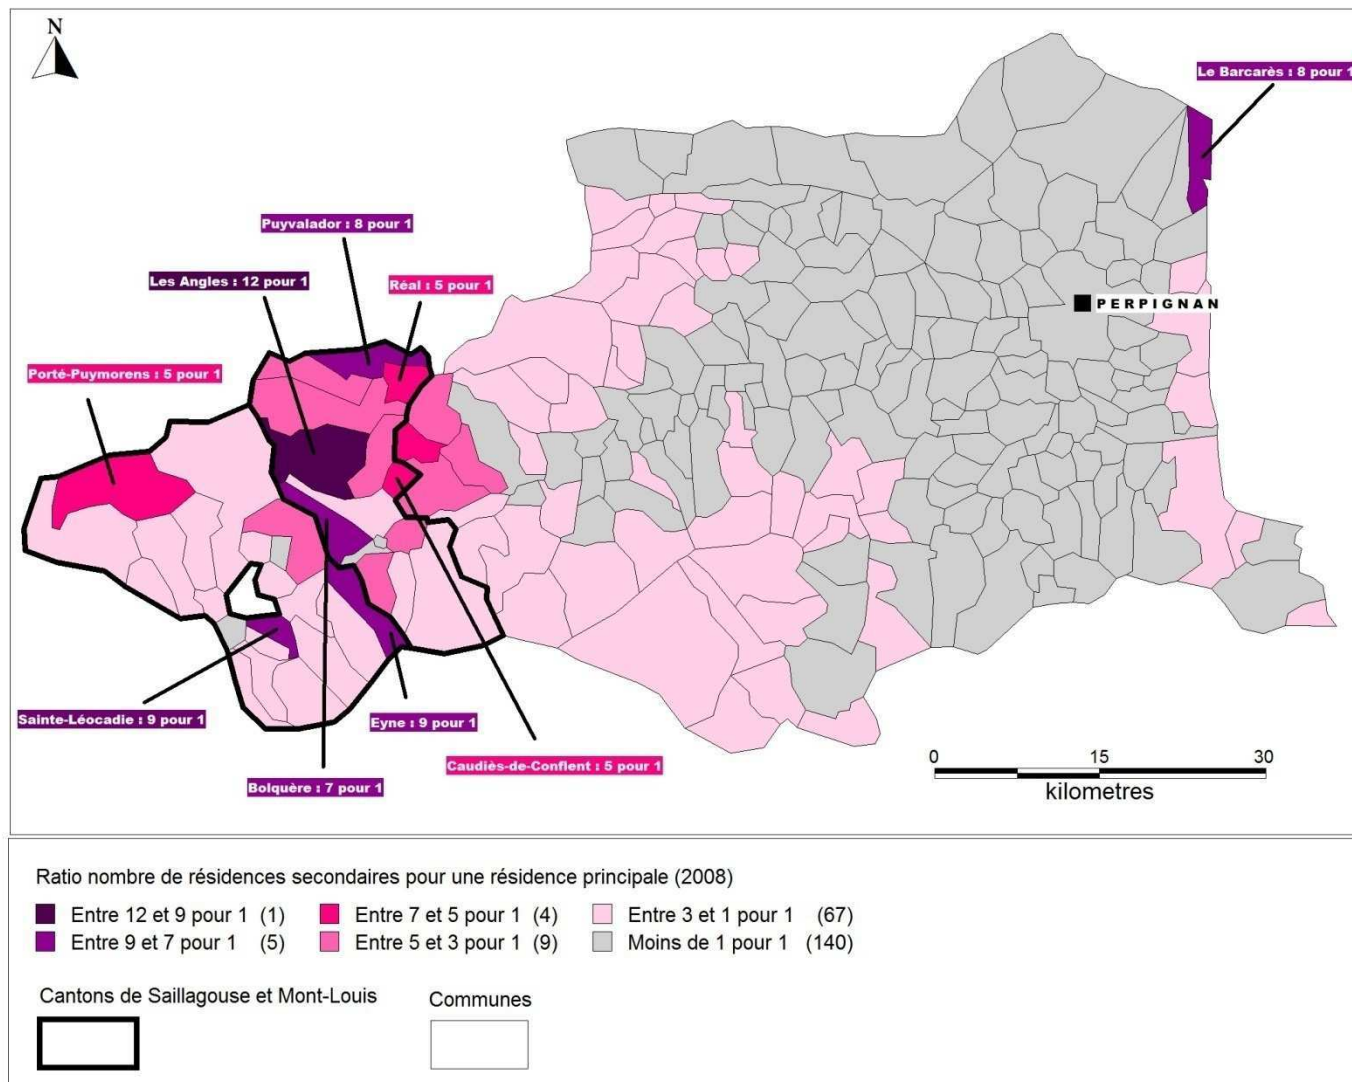 N
Le Barcarès : 8 pour 1
Puyvalador : 8 pour 1
Les Angles : 12 pour 1
Réal : 5 pour 1
PERPIGNAN
Porté-Puymorens : 5 pour 1
Sainte-Léocadie : 9 pour 1
Eyne : 9 pour 1
Caudiès-de-Conflent : 5 pour 1
Bolquère : 7 pour 1
0 15 30
kilometres
Ratio nombre de résidences secondaires pour une résidence principale (2008)
Entre 12 et 9 pour 1 (1) Entre 7 et 5 pour 1 (4) Entre 3 et 1 pour 1 (67)
Entre 9 et 7 pour 1 (5) Entre 5 et 3 pour 1 (9) Moins de 1 pour 1 (140)
Cantons de Saillagouse et Mont-Louis Communes